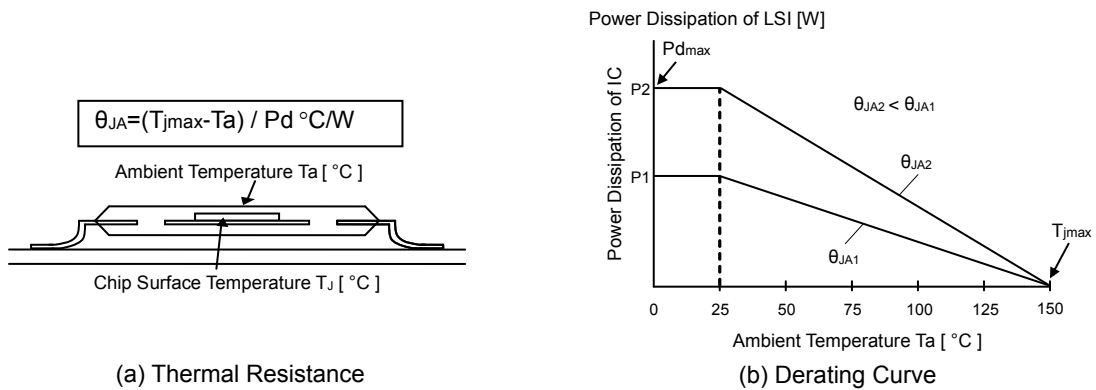 θJA=(Tjmax-Ta) / Pd °C/W
Ambient Temperature Ta [ °C ]
Chip Surface Temperature TJ [ °C ]
(a) Thermal Resistance
Power Dissipation of LSI [W]
Pdmax
Power Dissipation of IC
P2
P1
θJA2 < θJA1
θJA2
θJA1
Tjmax
0 25 50 75 100 125 150
Ambient Temperature Ta [ °C ]
(b) Derating Curve